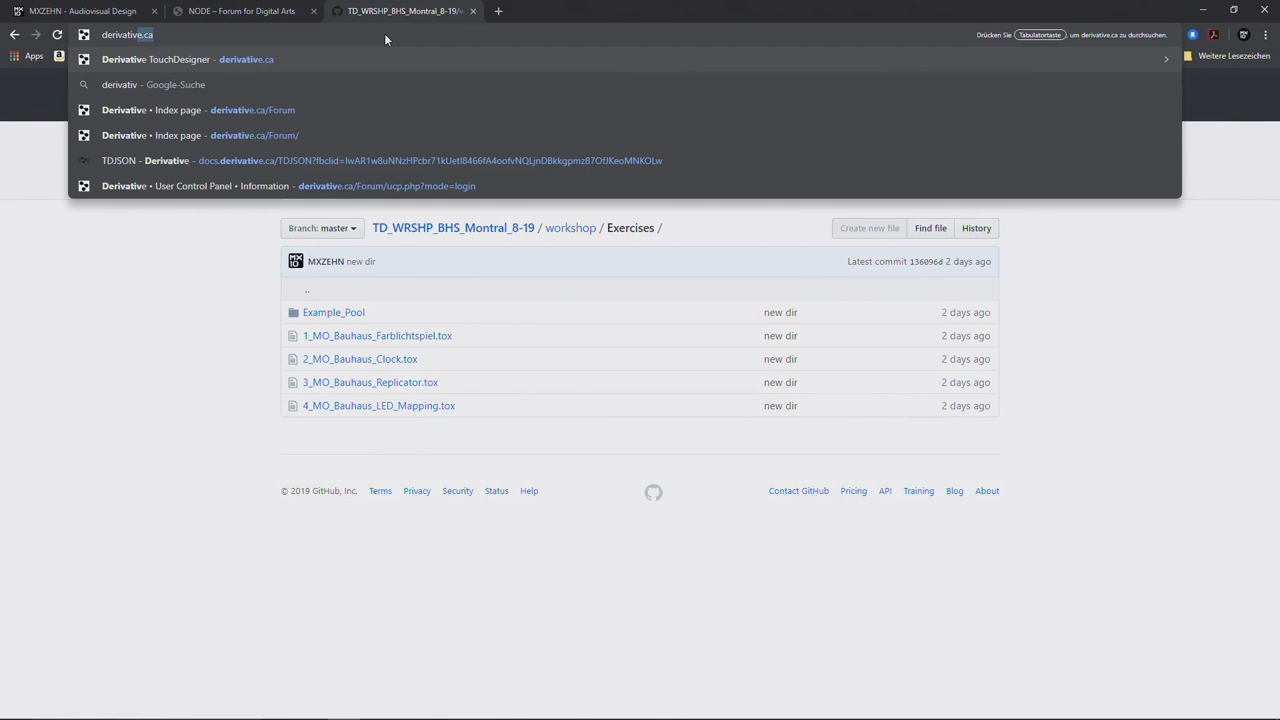 MXZEHN - Audiovisual Design
NODE – Forum for Digital Arts
TD_WRSHP_BHS_Montral_8-19/w
derivative.ca
Drücken Sie Tabulatortaste, um derivative.ca zu durchsuchen.
Apps
Weitere Lesezeichen
Derivative TouchDesigner - derivative.ca
derivativ - Google-Suche
Derivative • Index page - derivative.ca/Forum
Derivative • Index page - derivative.ca/Forum/
TDJSON - Derivative - docs.derivative.ca/TDJSON?fbclid=IwAR1w8uNNzHPcbr71kUetI8466fA4oofvNQLjnDBkkgpmz87OfJKeoMNKOLw
Derivative • User Control Panel • Information - derivative.ca/Forum/ucp.php?mode=login
Branch: master
TD_WRSHP_BHS_Montral_8-19 / workshop / Exercises /
Create new file
Find file
History
MXZEHN new dir
Latest commit 136096d 2 days ago
..
Example_Pool new dir 2 days ago
1_MO_Bauhaus_Farblichtspiel.tox new dir 2 days ago
2_MO_Bauhaus_Clock.tox new dir 2 days ago
3_MO_Bauhaus_Replicator.tox new dir 2 days ago
4_MO_Bauhaus_LED_Mapping.tox new dir 2 days ago
© 2019 GitHub, Inc. Terms Privacy Security Status Help
Contact GitHub Pricing API Training Blog About